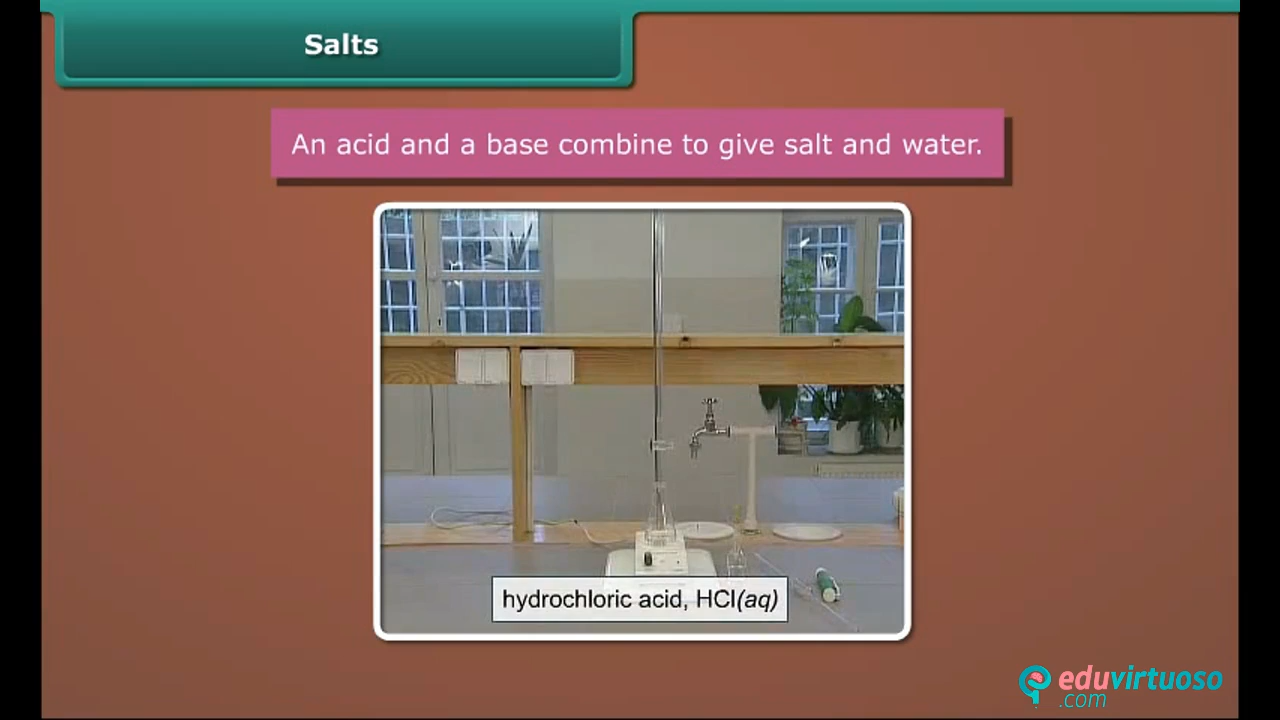 Salts
An acid and a base combine to give salt and water.
hydrochloric acid, HCl(aq)
eduvirtuoso
.com